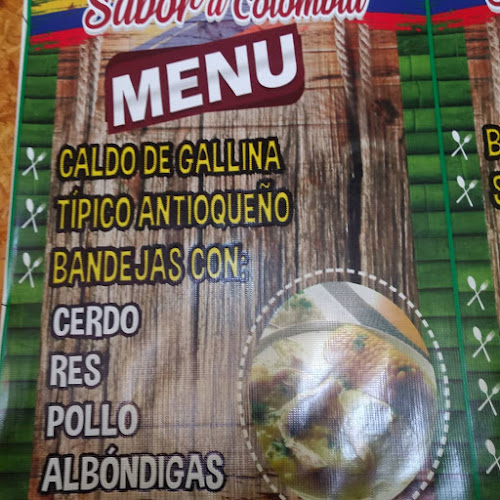 Sabor a Colombia
MENU
CALDO DE GALLINA
TÍPICO ANTIOQUEÑO
BANDEJAS CON:
CERDO
RES
POLLO
ALBÓNDIGAS